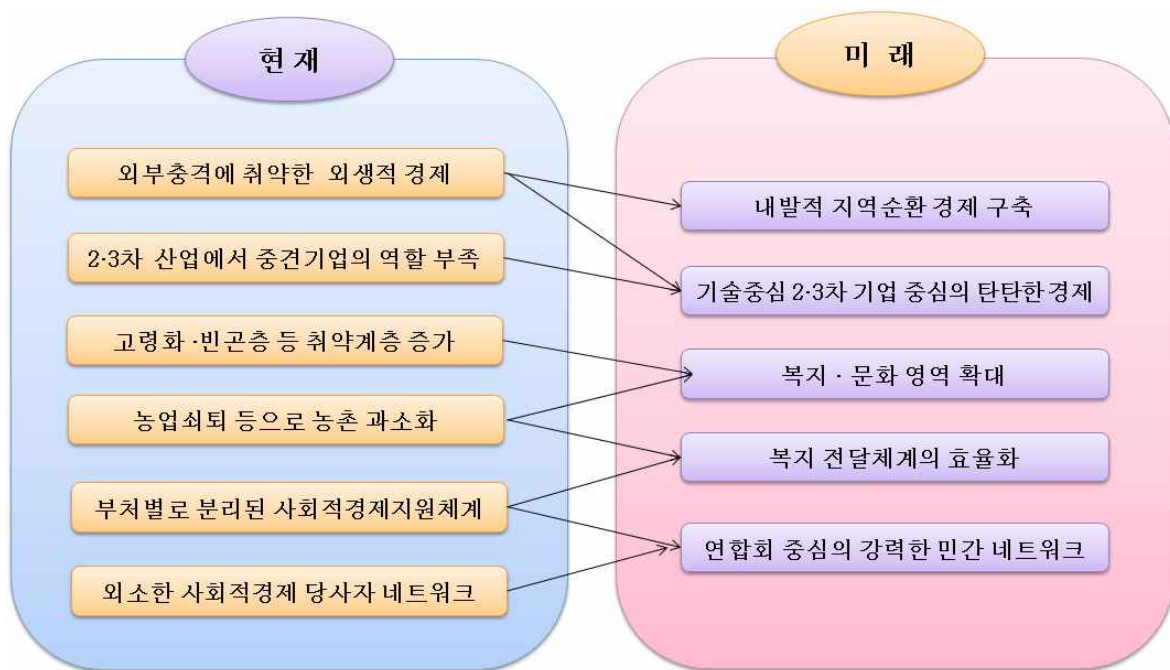 현 재
외부충격에 취약한 외생적 경제
2·3차 산업에서 중견기업의 역할 부족
고령화 ·빈곤층 등 취약계층 증가
농업쇠퇴 등으로 농촌 과소화
부처별로 분리된 사회적경제지원체계
외소한 사회적경제 당사자 네트워크
미 래
내발적 지역순환 경제 구축
기술중심 2·3차 기업 중심의 탄탄한 경제
복지 · 문화 영역 확대
복지 전달체계의 효율화
연합회 중심의 강력한 민간 네트워크